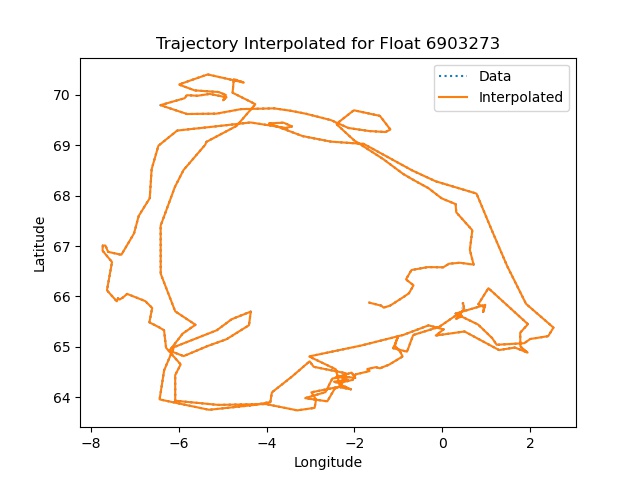 Trajectory Interpolated for Float 6903273
Data
Interpolated
70
69
68
67
66
65
64
Latitude
−8
−6
−4
−2
0
2
Longitude